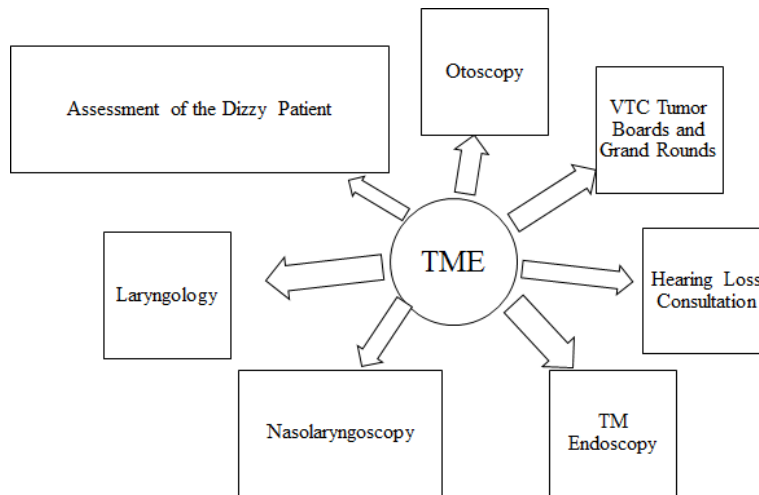 Otoscopy
Assessment of the Dizzy Patient
VTC Tumor
Boards and
Grand Rounds
TME
Laryngology
Hearing Loss
Consultation
Nasolaryngoscopy
TM
Endoscopy